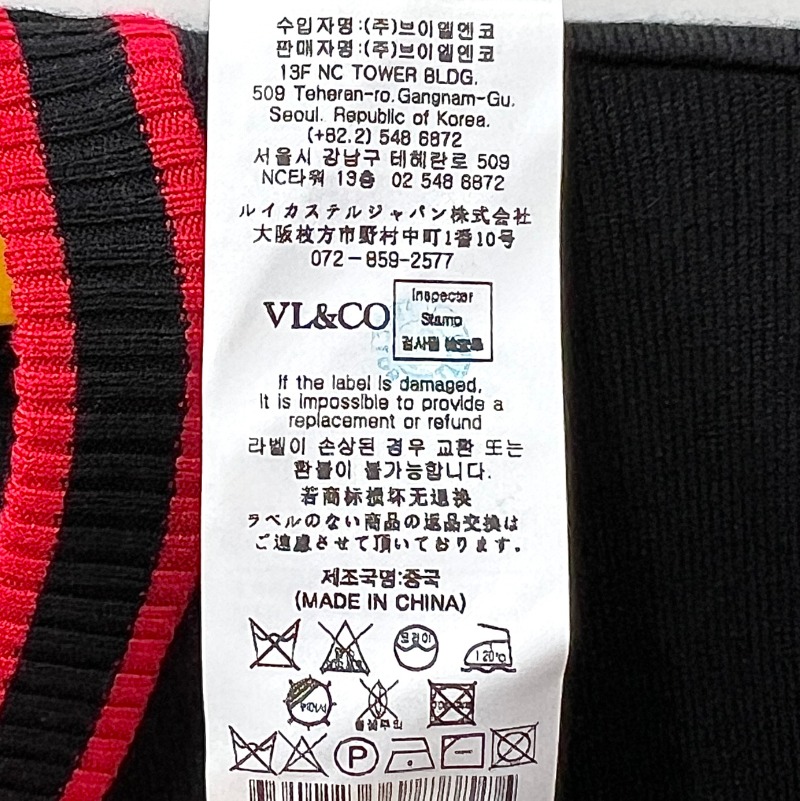 수입자명:(주)브이엘엔코
판매자명:(주)브이엘엔코
13F NC TOWER BLDG.
509 Teheran-ro. Gangnam-Gu.
Seoul. Republic of Korea.
(+82.2) 548 6872
서울시 강남구 테헤란로 509
NC타워 13층 02 548 6872
ルイカステルジャパン株式会社
大阪枚方市野村中町1番10号
072-859-2577
VL&CO
Inspector
Stamp
검사필
If the label is damaged,
It is impossible to provide a
replacement or refund
라벨이 손상된 경우 교환 또는
환불이 불가능합니다.
若商标损坏无退换
ラベルのない商品の返品交換は
ご遠慮させて頂いております。
제조국명:중국
(MADE IN CHINA)
드라이
120℃
P